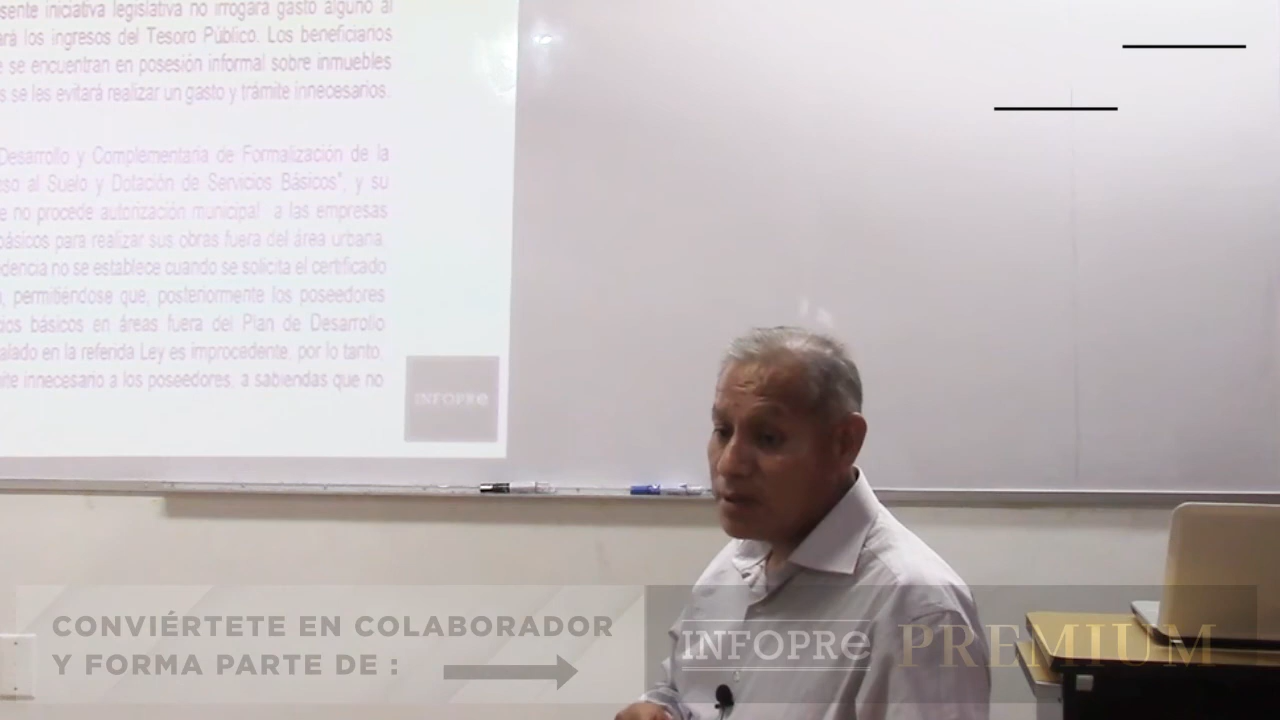 sente iniciativa legislativa no irrogara gasto alguno al
ará los ingresos del Tesoro Público. Los beneficiarios
e se encuentran en posesión informal sobre inmuebles
s se les evitará realizar un gasto y trámite innecesarios.
Desarrollo y Complementaria de Formalización de la
so al Suelo y Dotación de Servicios Básicos", y su
e no procede autorización municipal a las empresas
básicos para realizar sus obras fuera del área urbana,
dencia no se establece cuando se solicita el certificado
, permitiéndose que, posteriormente los poseedores
os básicos en áreas fuera del Plan de Desarrollo
alado en la referida Ley es improcedente, por lo tanto,
ite innecesario a los poseedores, a sabiendas que no
INFOPRe
CONVIÉRTETE EN COLABORADOR
Y FORMA PARTE DE :
INFOPRe PREMIUM